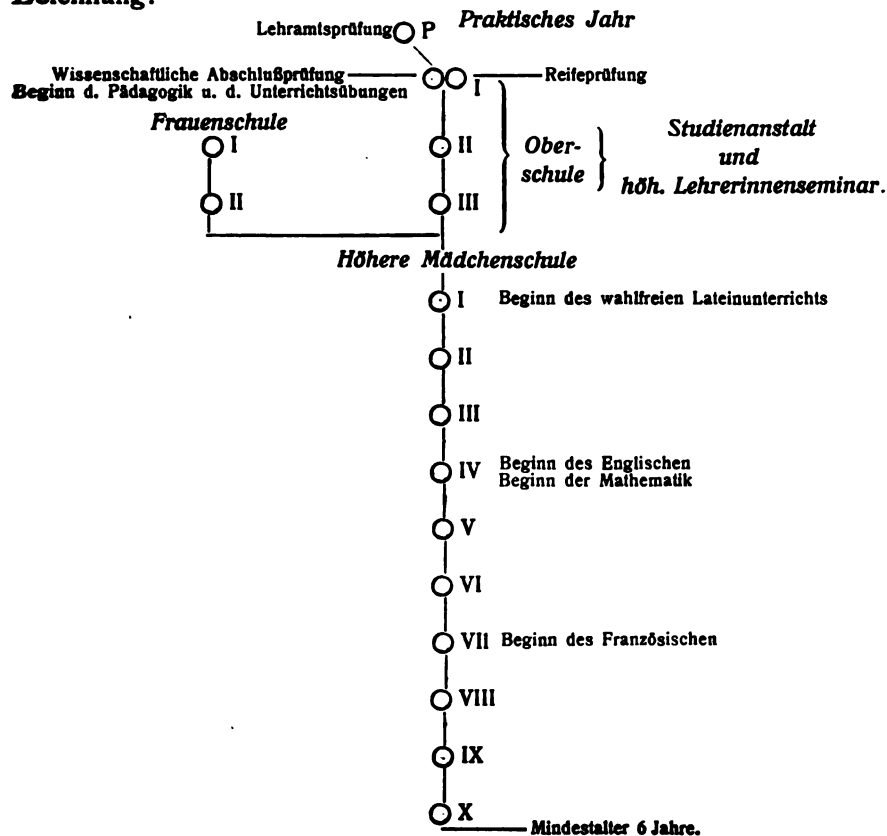 Lehramtsprüfung P Praktisches Jahr
Wissenschaftliche Abschlußprüfung I Reifeprüfung
Beginn d. Pädagogik u. d. Unterrichtsübungen
Frauenschule
I II Ober- Studienanstalt
schule und
II III höh. Lehrerinnenseminar.
Höhere Mädchenschule
I Beginn des wahlfreien Lateinunterrichts
II
III
IV Beginn des Englischen
Beginn der Mathematik
V
VI
VII Beginn des Französischen
VIII
IX
X
Mindestalter 6 Jahre.